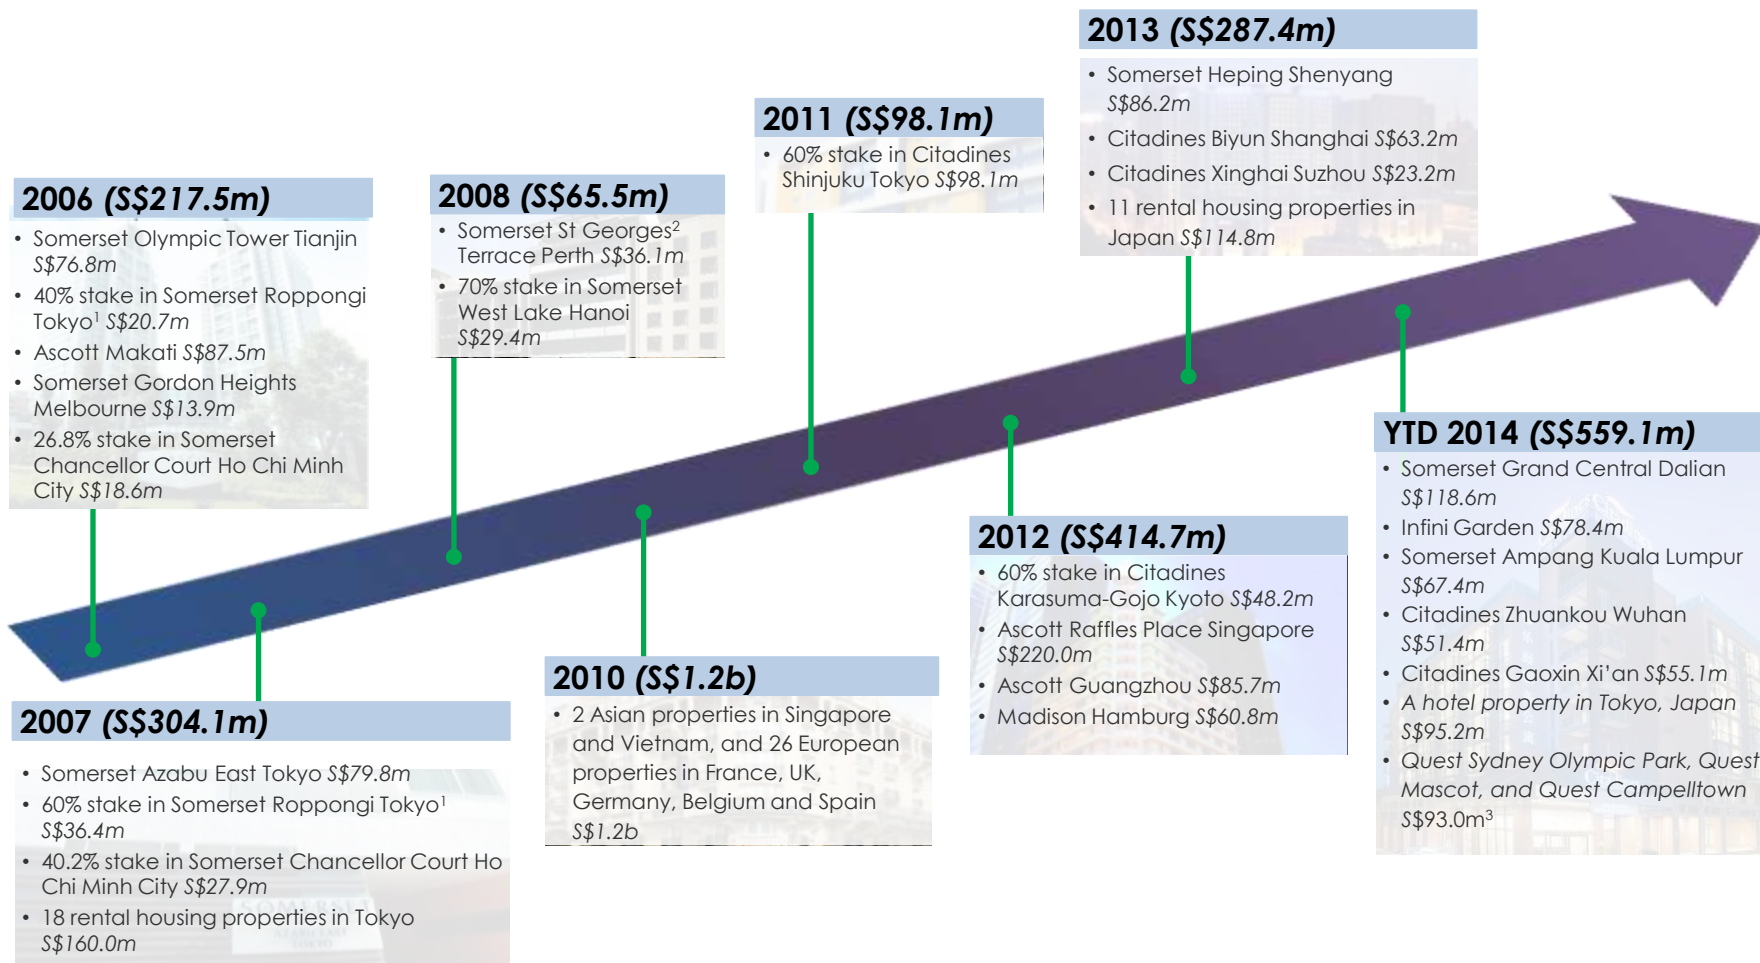 2006 (S$217.5m)
• Somerset Olympic Tower Tianjin
S$76.8m
• 40% stake in Somerset Roppongi
Tokyo¹ S$20.7m
• Ascott Makati S$87.5m
• Somerset Gordon Heights
Melbourne S$13.9m
• 26.8% stake in Somerset
Chancellor Court Ho Chi Minh
City S$18.6m
2007 (S$304.1m)
• Somerset Azabu East Tokyo S$79.8m
• 60% stake in Somerset Roppongi Tokyo¹
S$36.4m
• 40.2% stake in Somerset Chancellor Court Ho
Chi Minh City S$27.9m
• 18 rental housing properties in Tokyo
S$160.0m
SOMERSET
AZABU EAST
TOKYO
2008 (S$65.5m)
• Somerset St Georges²
Terrace Perth S$36.1m
• 70% stake in Somerset
West Lake Hanoi
S$29.4m
2010 (S$1.2b)
• 2 Asian properties in Singapore
and Vietnam, and 26 European
properties in France, UK,
Germany, Belgium and Spain
S$1.2b
2011 (S$98.1m)
• 60% stake in Citadines
Shinjuku Tokyo S$98.1m
2012 (S$414.7m)
• 60% stake in Citadines
Karasuma-Gojo Kyoto S$48.2m
• Ascott Raffles Place Singapore
S$220.0m
• Ascott Guangzhou S$85.7m
• Madison Hamburg S$60.8m
2013 (S$287.4m)
• Somerset Heping Shenyang
S$86.2m
• Citadines Biyun Shanghai S$63.2m
• Citadines Xinghai Suzhou S$23.2m
• 11 rental housing properties in
Japan S$114.8m
YTD 2014 (S$559.1m)
• Somerset Grand Central Dalian
S$118.6m
• Infini Garden S$78.4m
• Somerset Ampang Kuala Lumpur
S$67.4m
• Citadines Zhuankou Wuhan
S$51.4m
• Citadines Gaoxin Xi’an S$55.1m
• A hotel property in Tokyo, Japan
S$95.2m
• Quest Sydney Olympic Park, Quest
Mascot, and Quest Campelltown
S$93.0m³